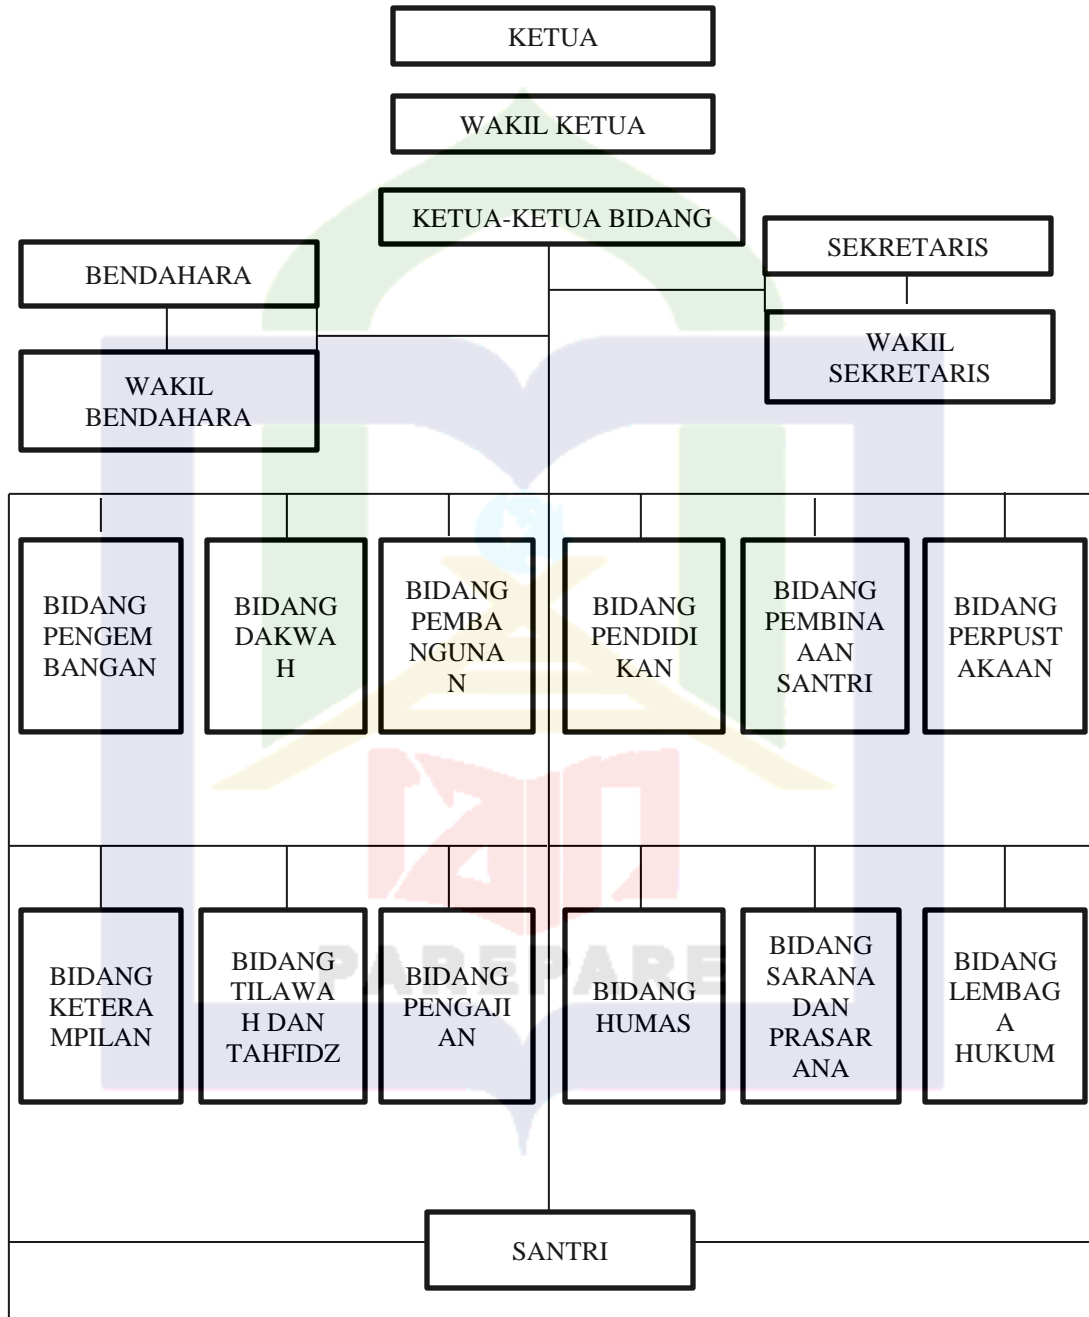 KETUA
WAKIL KETUA
KETUA-KETUA BIDANG
SEKRETARIS
BENDAHARA
WAKIL
SEKRETARIS
WAKIL
BENDAHARA
BIDANG
PENGEM
BANGAN
BIDANG
DAKWA
H
BIDANG
PEMBA
NGUNA
N
BIDANG
PENDIDI
KAN
BIDANG
PEMBINA
AAN
SANTRI
BIDANG
PERPUST
AKAAN
BIDANG
KETERA
MPILAN
BIDANG
TILAWA
H DAN
TAHFIDZ
BIDANG
PENGAJI
AN
BIDANG
HUMAS
BIDANG
SARANA
DAN
PRASAR
ANA
BIDANG
LEMBAG
A
HUKUM
PAREPARE
SANTRI